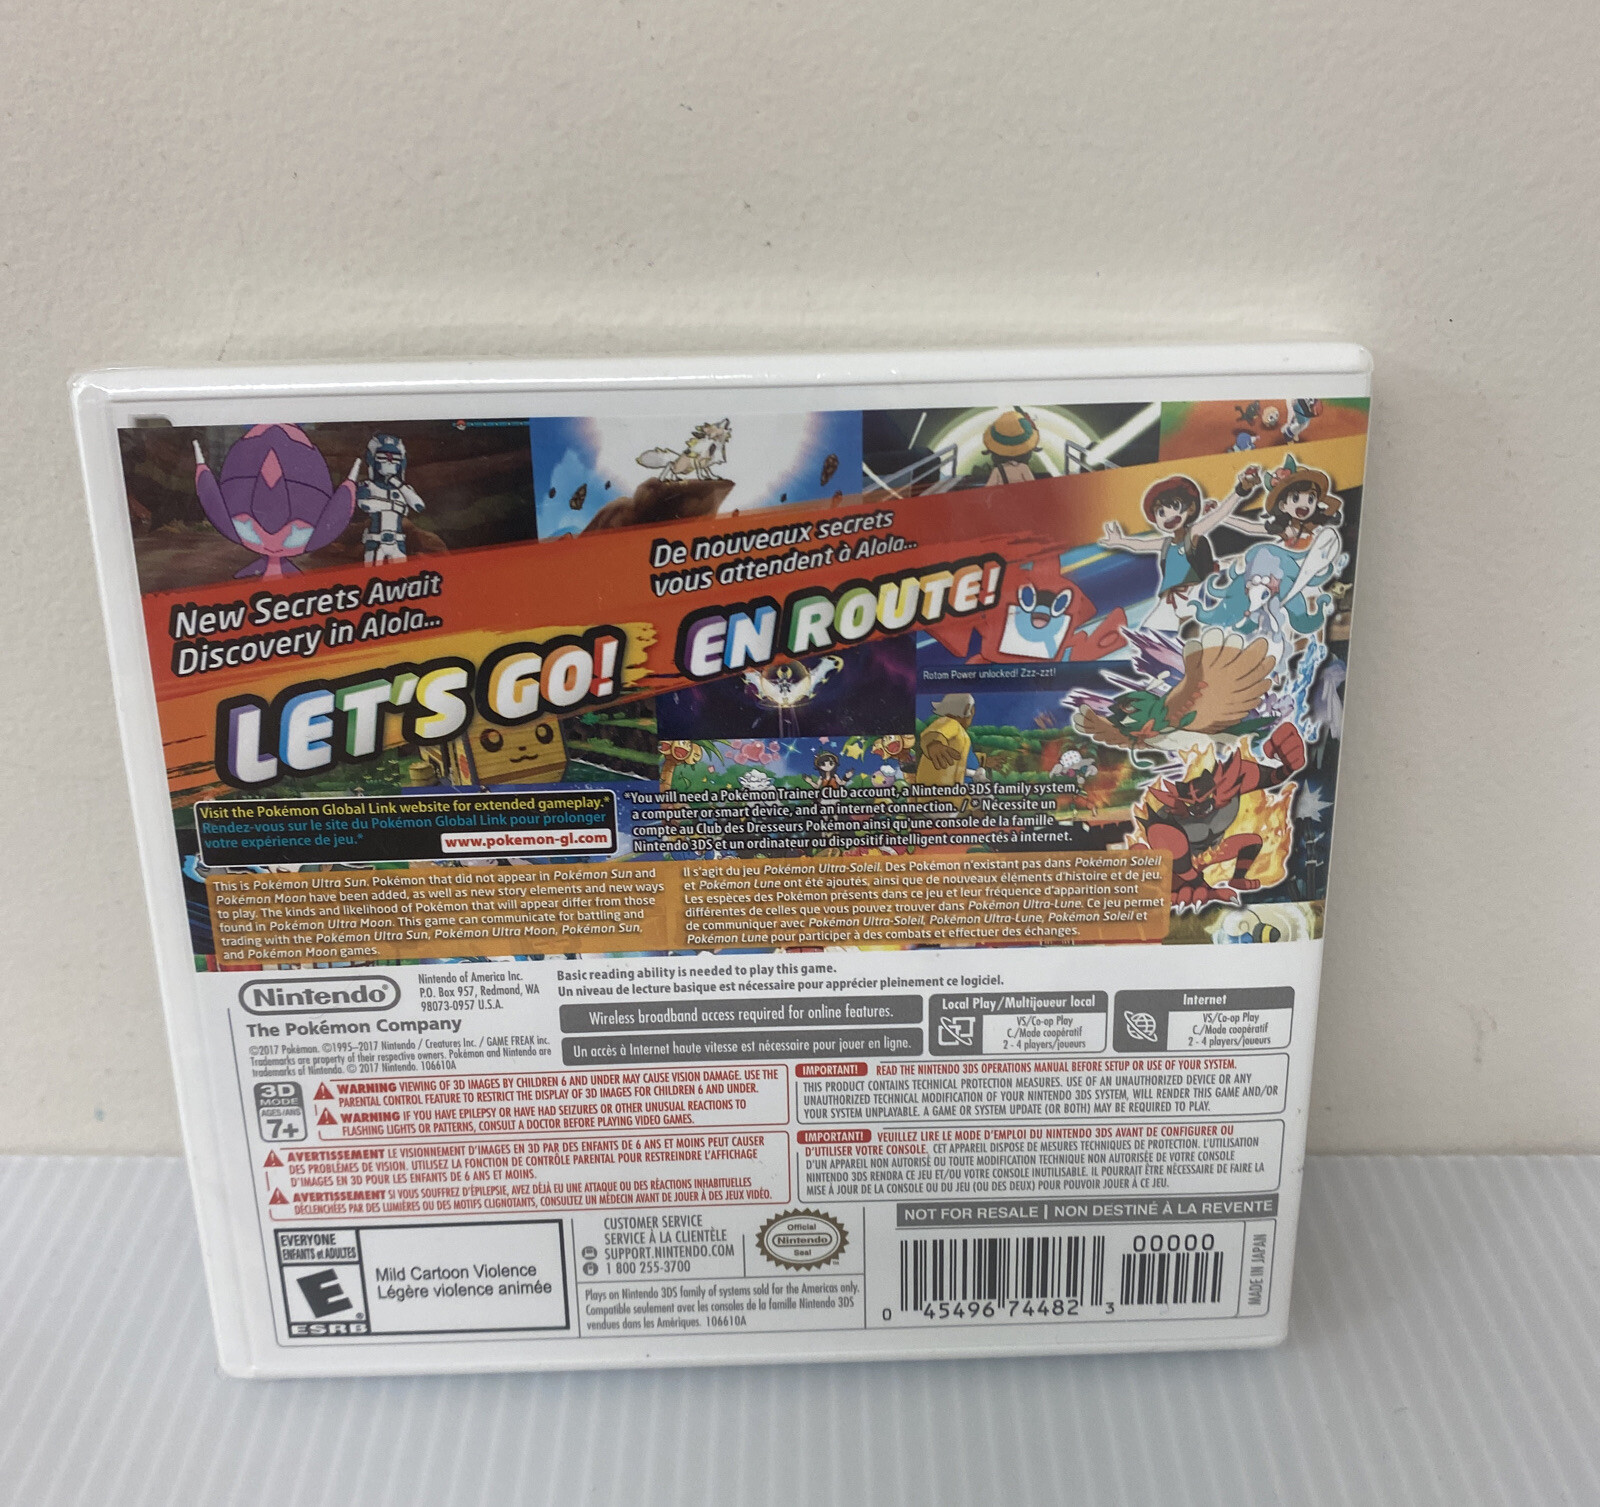 New Secrets Await
Discovery in Alola...
LET'S GO!
De nouveaux secrets
vous attendent à Alola...
EN ROUTE!
Rotom Power unlocked! Zzz-zzt!
Visit the Pokémon Global Link website for extended gameplay.*
Rendez-vous sur le site du Pokémon Global Link pour prolonger
votre expérience de jeu.*
www.pokemon-gl.com
*You will need a Pokémon Trainer Club account, a Nintendo 3DS family system,
a computer or smart device, and an internet connection. / * Nécessite un
compte au Club des Dresseurs Pokémon ainsi qu'une console de la famille
Nintendo 3DS et un ordinateur ou dispositif intelligent connectés à internet.
This is Pokémon Ultra Sun. Pokémon that did not appear in Pokémon Sun and
Pokémon Moon have been added, as well as new story elements and new ways
to play. The kinds and likelihood of Pokémon that will appear differ from those
found in Pokémon Ultra Moon. This game can communicate for battling and
trading with the Pokémon Ultra Sun, Pokémon Ultra Moon, Pokémon Sun,
and Pokémon Moon games.
Il s'agit du jeu Pokémon Ultra-Soleil. Des Pokémon n'existant pas dans Pokémon Soleil
et Pokémon Lune ont été ajoutés, ainsi que de nouveaux éléments d'histoire et de jeu.
Les espèces des Pokémon présents dans ce jeu et leur fréquence d'apparition sont
différentes de celles que vous pouvez trouver dans Pokémon Ultra-Lune. Ce jeu permet
de communiquer avec Pokémon Ultra-Soleil, Pokémon Ultra-Lune, Pokémon Soleil et
Pokémon Lune pour participer à des combats et effectuer des échanges.
Nintendo®
Nintendo of America Inc.
P.O. Box 957, Redmond, WA
98073-0957 U.S.A.
The Pokémon Company
©2017 Pokémon. ©1995–2017 Nintendo / Creatures Inc. / GAME FREAK inc.
Trademarks are property of their respective owners. Pokémon and Nintendo are
trademarks of Nintendo. © 2017 Nintendo. 106610A
Basic reading ability is needed to play this game.
Un niveau de lecture basique est nécessaire pour apprécier pleinement ce logiciel.
Wireless broadband access required for online features.
Un accès à Internet haute vitesse est nécessaire pour jouer en ligne.
Local Play/Multijoueur local
VS/Co-op Play
C./Mode coopératif
2 - 4 players/joueurs
Internet
VS/Co-op Play
C./Mode coopératif
2 - 4 players/joueurs
3D
MODE
AGES/ANS
7+
WARNING VIEWING OF 3D IMAGES BY CHILDREN 6 AND UNDER MAY CAUSE VISION DAMAGE. USE THE
PARENTAL CONTROL FEATURE TO RESTRICT THE DISPLAY OF 3D IMAGES FOR CHILDREN 6 AND UNDER.
WARNING IF YOU HAVE EPILEPSY OR HAVE HAD SEIZURES OR OTHER UNUSUAL REACTIONS TO
FLASHING LIGHTS OR PATTERNS, CONSULT A DOCTOR BEFORE PLAYING VIDEO GAMES.
AVERTISSEMENT LE VISIONNEMENT D'IMAGES EN 3D PAR DES ENFANTS DE 6 ANS ET MOINS PEUT CAUSER
DES PROBLÈMES DE VISION. UTILISEZ LA FONCTION DE CONTRÔLE PARENTAL POUR RESTREINDRE L'AFFICHAGE
D'IMAGES EN 3D POUR LES ENFANTS DE 6 ANS ET MOINS.
AVERTISSEMENT SI VOUS SOUFFREZ D'ÉPILEPSIE, AVEZ DÉJÀ EU UNE ATTAQUE OU DES RÉACTIONS INHABITUELLES
DÉCLENCHÉES PAR DES LUMIÈRES OU DES MOTIFS CLIGNOTANTS, CONSULTEZ UN MÉDECIN AVANT DE JOUER À DES JEUX VIDÉO.
IMPORTANT! READ THE NINTENDO 3DS OPERATIONS MANUAL BEFORE SETUP OR USE OF YOUR SYSTEM.
THIS PRODUCT CONTAINS TECHNICAL PROTECTION MEASURES. USE OF AN UNAUTHORIZED DEVICE OR ANY
UNAUTHORIZED TECHNICAL MODIFICATION OF YOUR NINTENDO 3DS SYSTEM, WILL RENDER THIS GAME AND/OR
YOUR SYSTEM UNPLAYABLE. A GAME OR SYSTEM UPDATE (OR BOTH) MAY BE REQUIRED TO PLAY.
IMPORTANT! VEUILLEZ LIRE LE MODE D'EMPLOI DU NINTENDO 3DS AVANT DE CONFIGURER OU
D'UTILISER VOTRE CONSOLE. CET APPAREIL DISPOSE DE MESURES TECHNIQUES DE PROTECTION. L'UTILISATION
D'UN APPAREIL NON AUTORISÉ OU TOUTE MODIFICATION TECHNIQUE NON AUTORISÉE DE VOTRE CONSOLE
NINTENDO 3DS RENDRA CE JEU ET/OU VOTRE CONSOLE INUTILISABLE. IL POURRAIT ÊTRE NÉCESSAIRE DE FAIRE LA
MISE À JOUR DE LA CONSOLE OU DU JEU (OU DES DEUX) POUR POUVOIR JOUER À CE JEU.
NOT FOR RESALE | NON DESTINÉ À LA REVENTE
EVERYONE
ENFANTS et ADULTES
E
ESRB
Mild Cartoon Violence
Légère violence animée
CUSTOMER SERVICE
SERVICE À LA CLIENTÈLE
SUPPORT.NINTENDO.COM
1 800 255-3700
Official
Nintendo
Seal
Plays on Nintendo 3DS family of systems sold for the Americas only.
Compatible seulement avec les consoles de la famille Nintendo 3DS
vendues dans les Amériques. 106610A
0 45496 74482 3
00000
MADE IN JAPAN